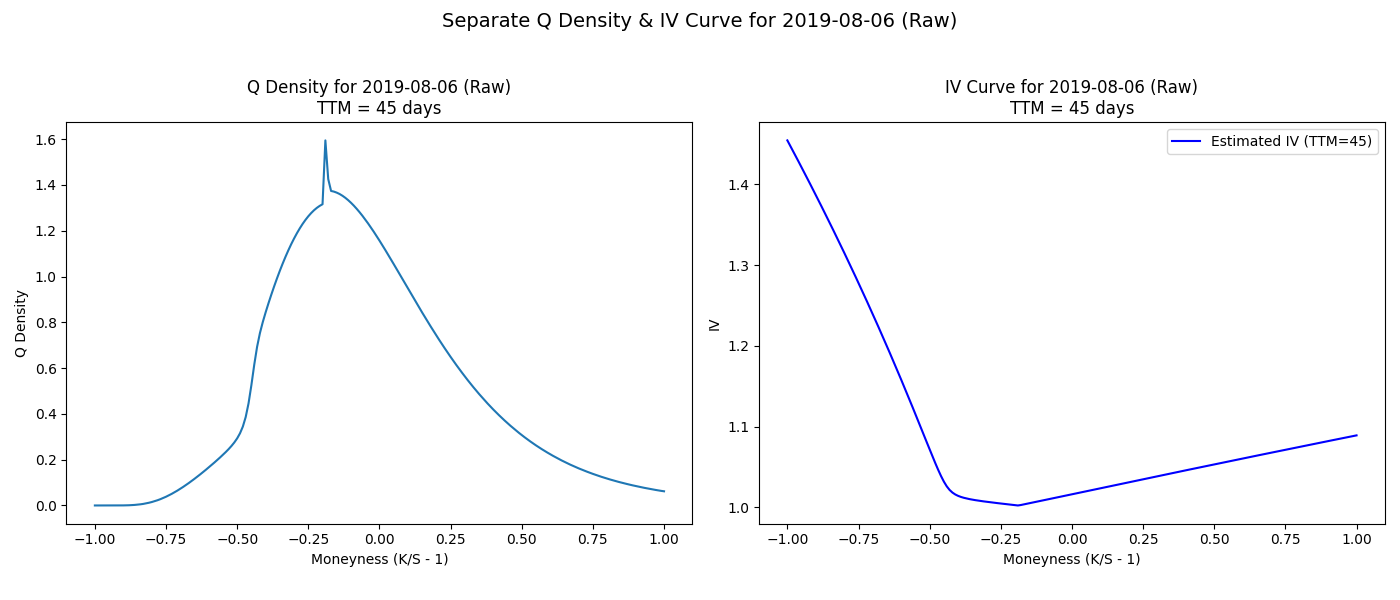 Separate Q Density & IV Curve for 2019-08-06 (Raw)
Q Density for 2019-08-06 (Raw)
TTM = 45 days
Q Density
1.6
1.4
1.2
1.0
0.8
0.6
0.4
0.2
0.0
−1.00 −0.75 −0.50 −0.25 0.00 0.25 0.50 0.75 1.00
Moneyness (K/S - 1)
IV Curve for 2019-08-06 (Raw)
TTM = 45 days
Estimated IV (TTM=45)
IV
1.4
1.3
1.2
1.1
1.0
−1.00 −0.75 −0.50 −0.25 0.00 0.25 0.50 0.75 1.00
Moneyness (K/S - 1)